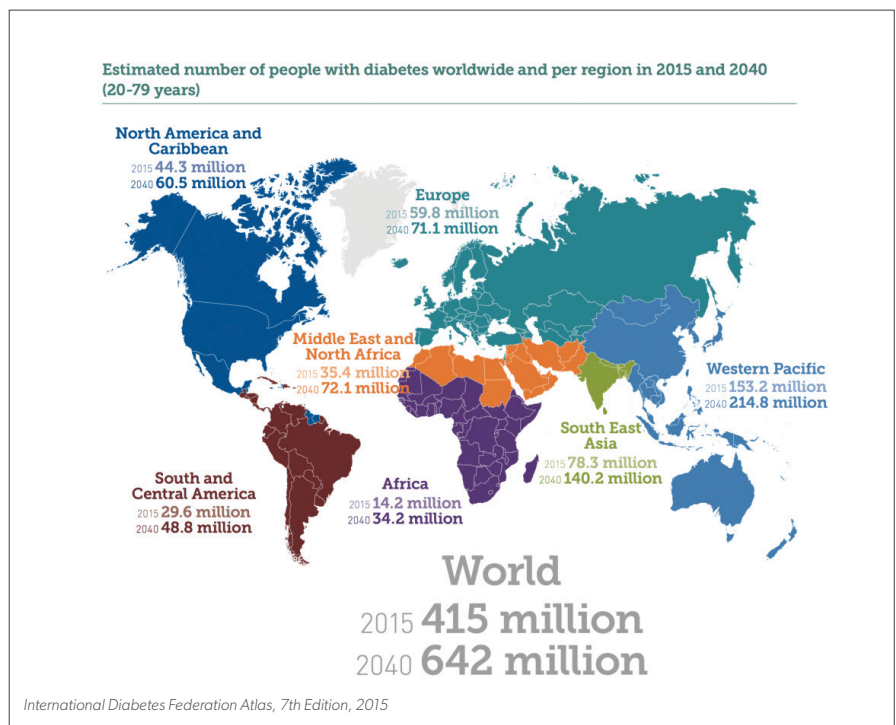 Estimated number of people with diabetes worldwide and per region in 2015 and 2040
(20-79 years)
North America and
Caribbean
2015 44.3 million
2040 60.5 million
Europe
2015 59.8 million
2040 71.1 million
Middle East and
North Africa
2015 35.4 million
2040 72.1 million
Western Pacific
2015 153.2 million
2040 214.8 million
South East
Asia
2015 78.3 million
2040 140.2 million
South and
Central America
2015 29.6 million
2040 48.8 million
Africa
2015 14.2 million
2040 34.2 million
World
2015 415 million
2040 642 million
International Diabetes Federation Atlas, 7th Edition, 2015